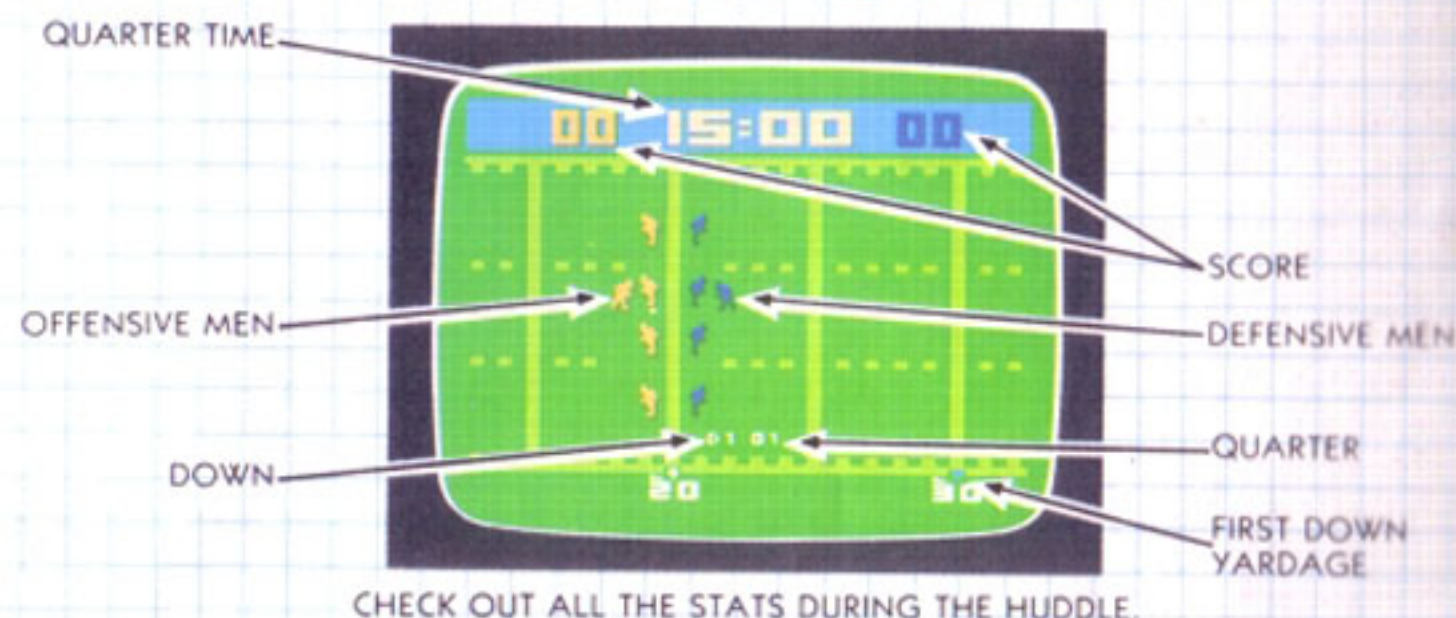 QUARTER TIME
00 15:00 00
SCORE
OFFENSIVE MEN
DEFENSIVE MEN
01 01
QUARTER
DOWN
20 30
FIRST DOWN
YARDAGE
CHECK OUT ALL THE STATS DURING THE HUDDLE.